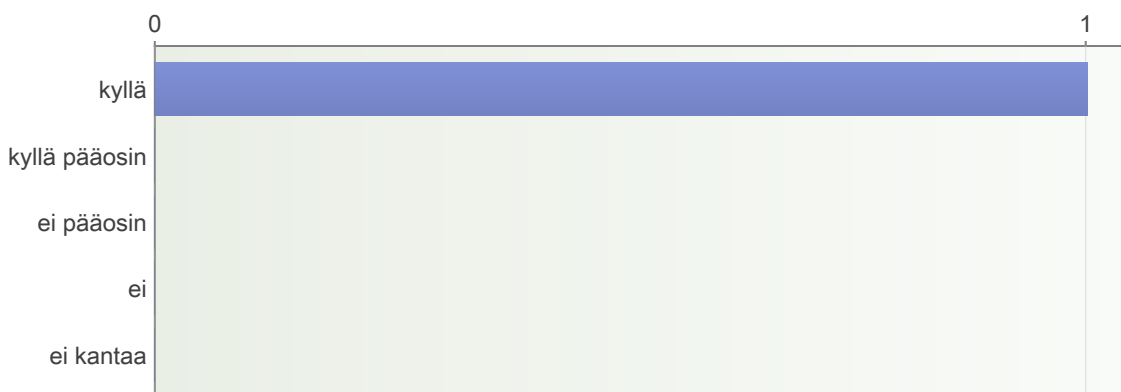 0 1
kyllä
kyllä pääosin
ei pääosin
ei
ei kantaa